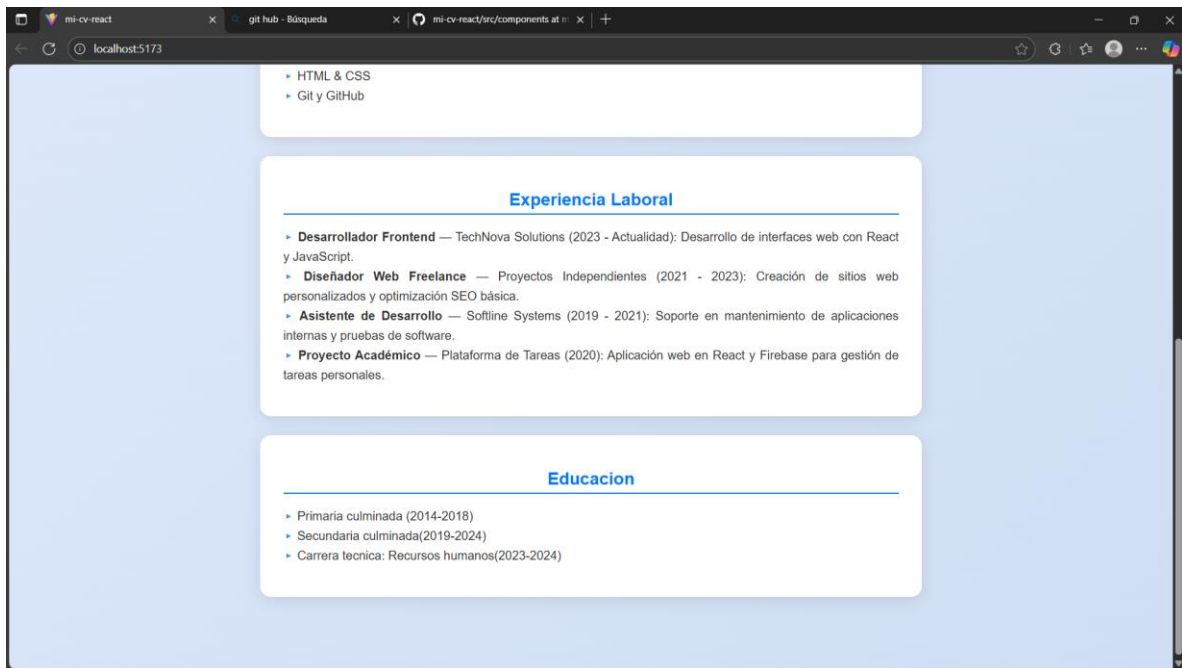 mi-cv-react
git hub - Búsqueda
mi-cv-react/src/components at m
localhost:5173
▸ HTML & CSS
▸ Git y GitHub
Experiencia Laboral
▸ Desarrollador Frontend — TechNova Solutions (2023 - Actualidad): Desarrollo de interfaces web con React
y JavaScript.
▸ Diseñador Web Freelance — Proyectos Independientes (2021 - 2023): Creación de sitios web
personalizados y optimización SEO básica.
▸ Asistente de Desarrollo — Softline Systems (2019 - 2021): Soporte en mantenimiento de aplicaciones
internas y pruebas de software.
▸ Proyecto Académico — Plataforma de Tareas (2020): Aplicación web en React y Firebase para gestión de
tareas personales.
Educacion
▸ Primaria culminada (2014-2018)
▸ Secundaria culminada(2019-2024)
▸ Carrera tecnica: Recursos humanos(2023-2024)